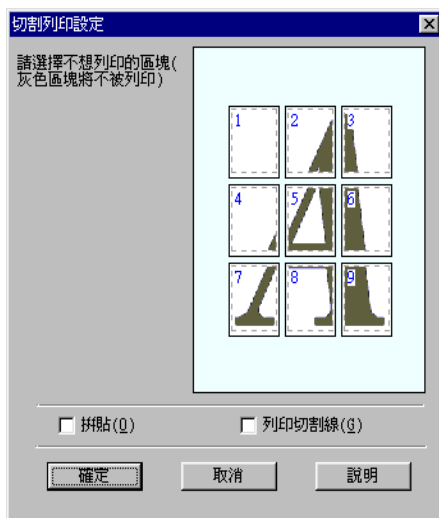 切割列印設定
請選擇不想列印的區塊(
灰色區塊將不被列印)
1 2 3
4 5 6
7 8 9
拼貼(O)
列印切割線(G)
確定 取消 說明